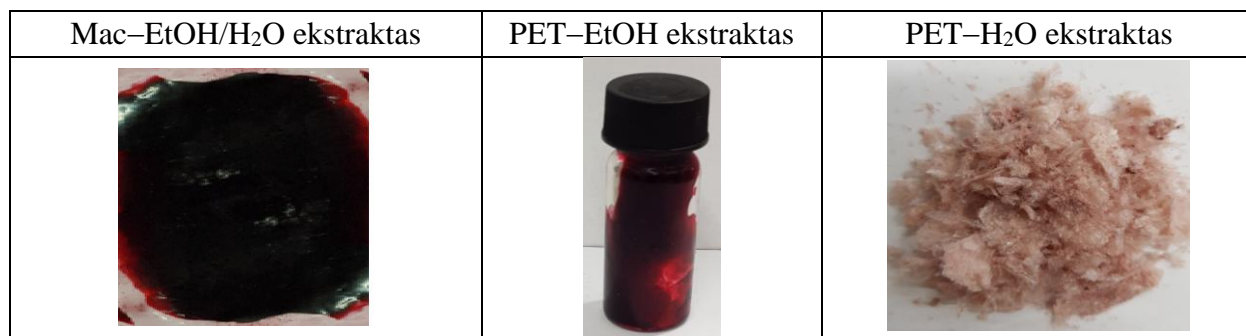 Mac–EtOH/H₂O ekstraktas
PET–EtOH ekstraktas
PET–H₂O ekstraktas